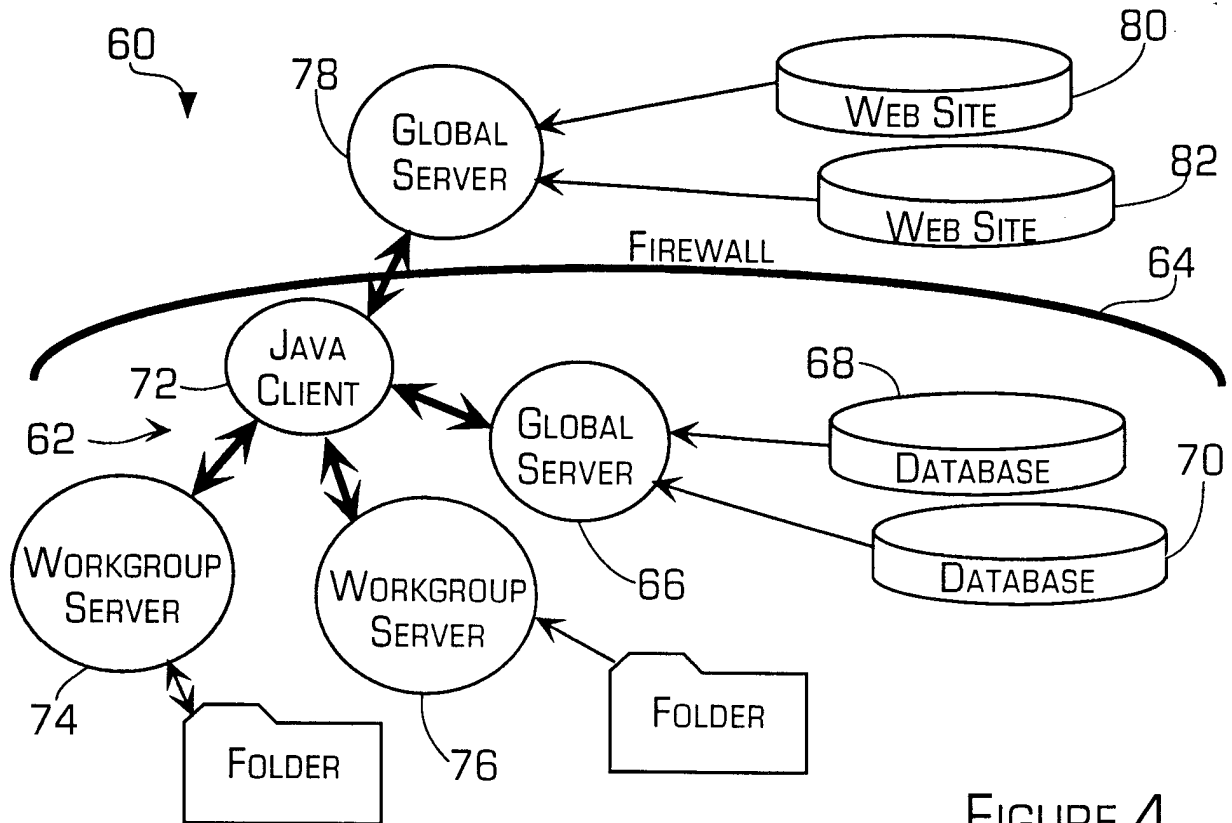 60
78
GLOBAL
SERVER
80
WEB SITE
82
WEB SITE
FIREWALL
64
JAVA
CLIENT
72
62
GLOBAL
SERVER
68
DATABASE
70
DATABASE
66
WORKGROUP
SERVER
74
WORKGROUP
SERVER
76
FOLDER
FOLDER
FIGURE 4